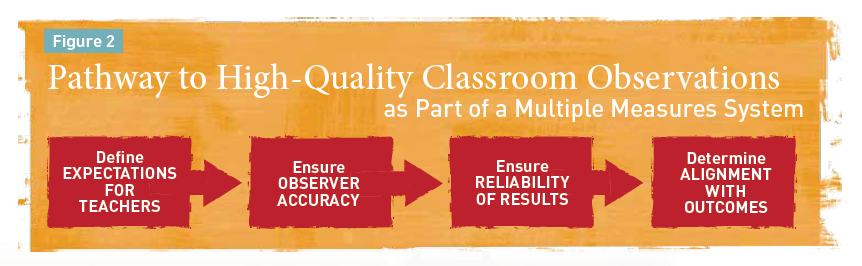 Figure 2
Pathway to High-Quality Classroom Observations
as Part of a Multiple Measures System
Define
EXPECTATIONS
FOR
TEACHERS
Ensure
OBSERVER
ACCURACY
Ensure
RELIABILITY
OF RESULTS
Determine
ALIGNMENT
WITH
OUTCOMES